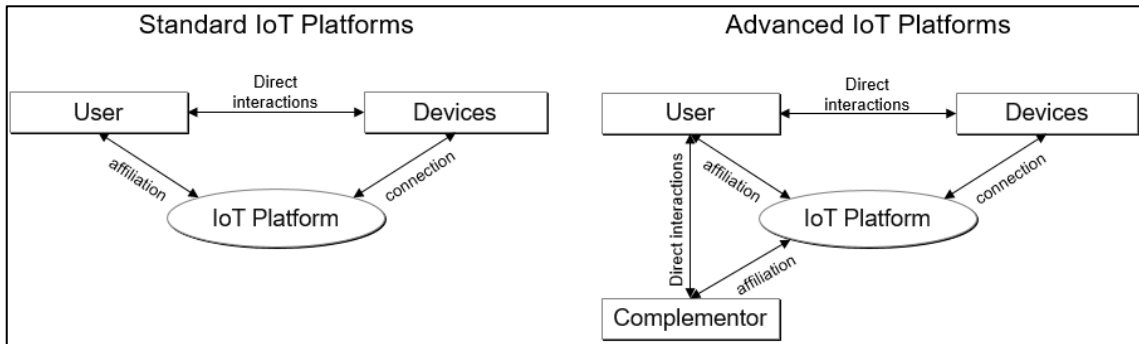 Standard IoT Platforms
Direct
interactions
User
Devices
affiliation
connection
IoT Platform
Advanced IoT Platforms
Direct
interactions
User
Devices
affiliation
connection
Direct interactions
IoT Platform
affiliation
Complementor